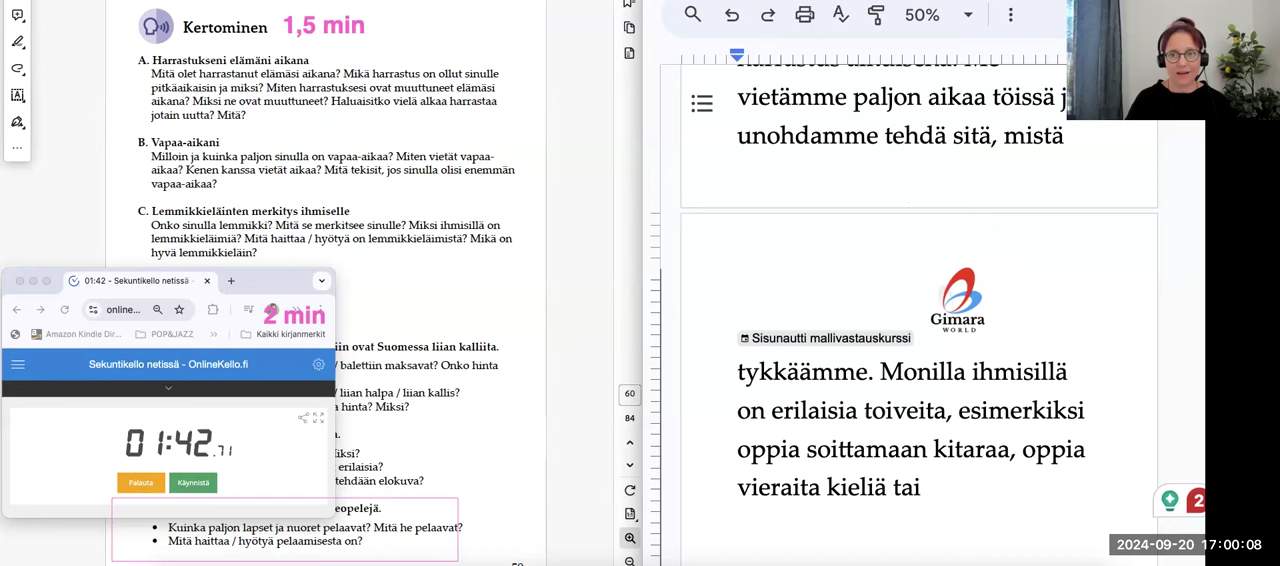 Kertominen 1,5 min
A. Harrastukseni elämäni aikana
Mitä olet harrastanut elämäsi aikana? Mikä harrastus on ollut sinulle
pitkäaikaisin ja miksi? Miten harrastuksesi ovat muuttuneet elämäsi
aikana? Miksi ne ovat muuttuneet? Haluaisitko vielä alkaa harrastaa
jotain uutta? Mitä?
B. Vapaa-aikani
Milloin ja kuinka paljon sinulla on vapaa-aikaa? Miten vietät vapaa-
aikaa? Kenen kanssa vietät aikaa? Mitä tekisit, jos sinulla olisi enemmän
vapaa-aikaa?
C. Lemmikkieläinten merkitys ihmiselle
Onko sinulla lemmikki? Mitä se merkitsee sinulle? Miksi ihmisillä on
lemmikkieläimiä? Mitä haittaa / hyötyä on lemmikkieläimistä? Mikä on
hyvä lemmikkieläin?
01:42 - Sekuntikello netissä -
online...
2 min
Amazon Kindle Dir...
POP&JAZZ
Kaikki kirjanmerkit
Sekuntikello netissä - OnlineKello.fi
01:42.71
Palauta
Käynnistä
iin ovat Suomessa liian kalliita.
/ balettiin maksavat? Onko hinta
/ liian halpa / liian kallis?
hinta? Miksi?
iksi?
erilaisia?
tehdään elokuva?
eopelejä.
• Kuinka paljon lapset ja nuoret pelaavat? Mitä he pelaavat?
• Mitä haittaa / hyötyä pelaamisesta on?
60
84
50%
vietämme paljon aikaa töissä j
unohdamme tehdä sitä, mistä
Gimara
WORLD
Sisunautti mallivastauskurssi
tykkäämme. Monilla ihmisillä
on erilaisia toiveita, esimerkiksi
oppia soittamaan kitaraa, oppia
vieraita kieliä tai
2
2024-09-20 17:00:08